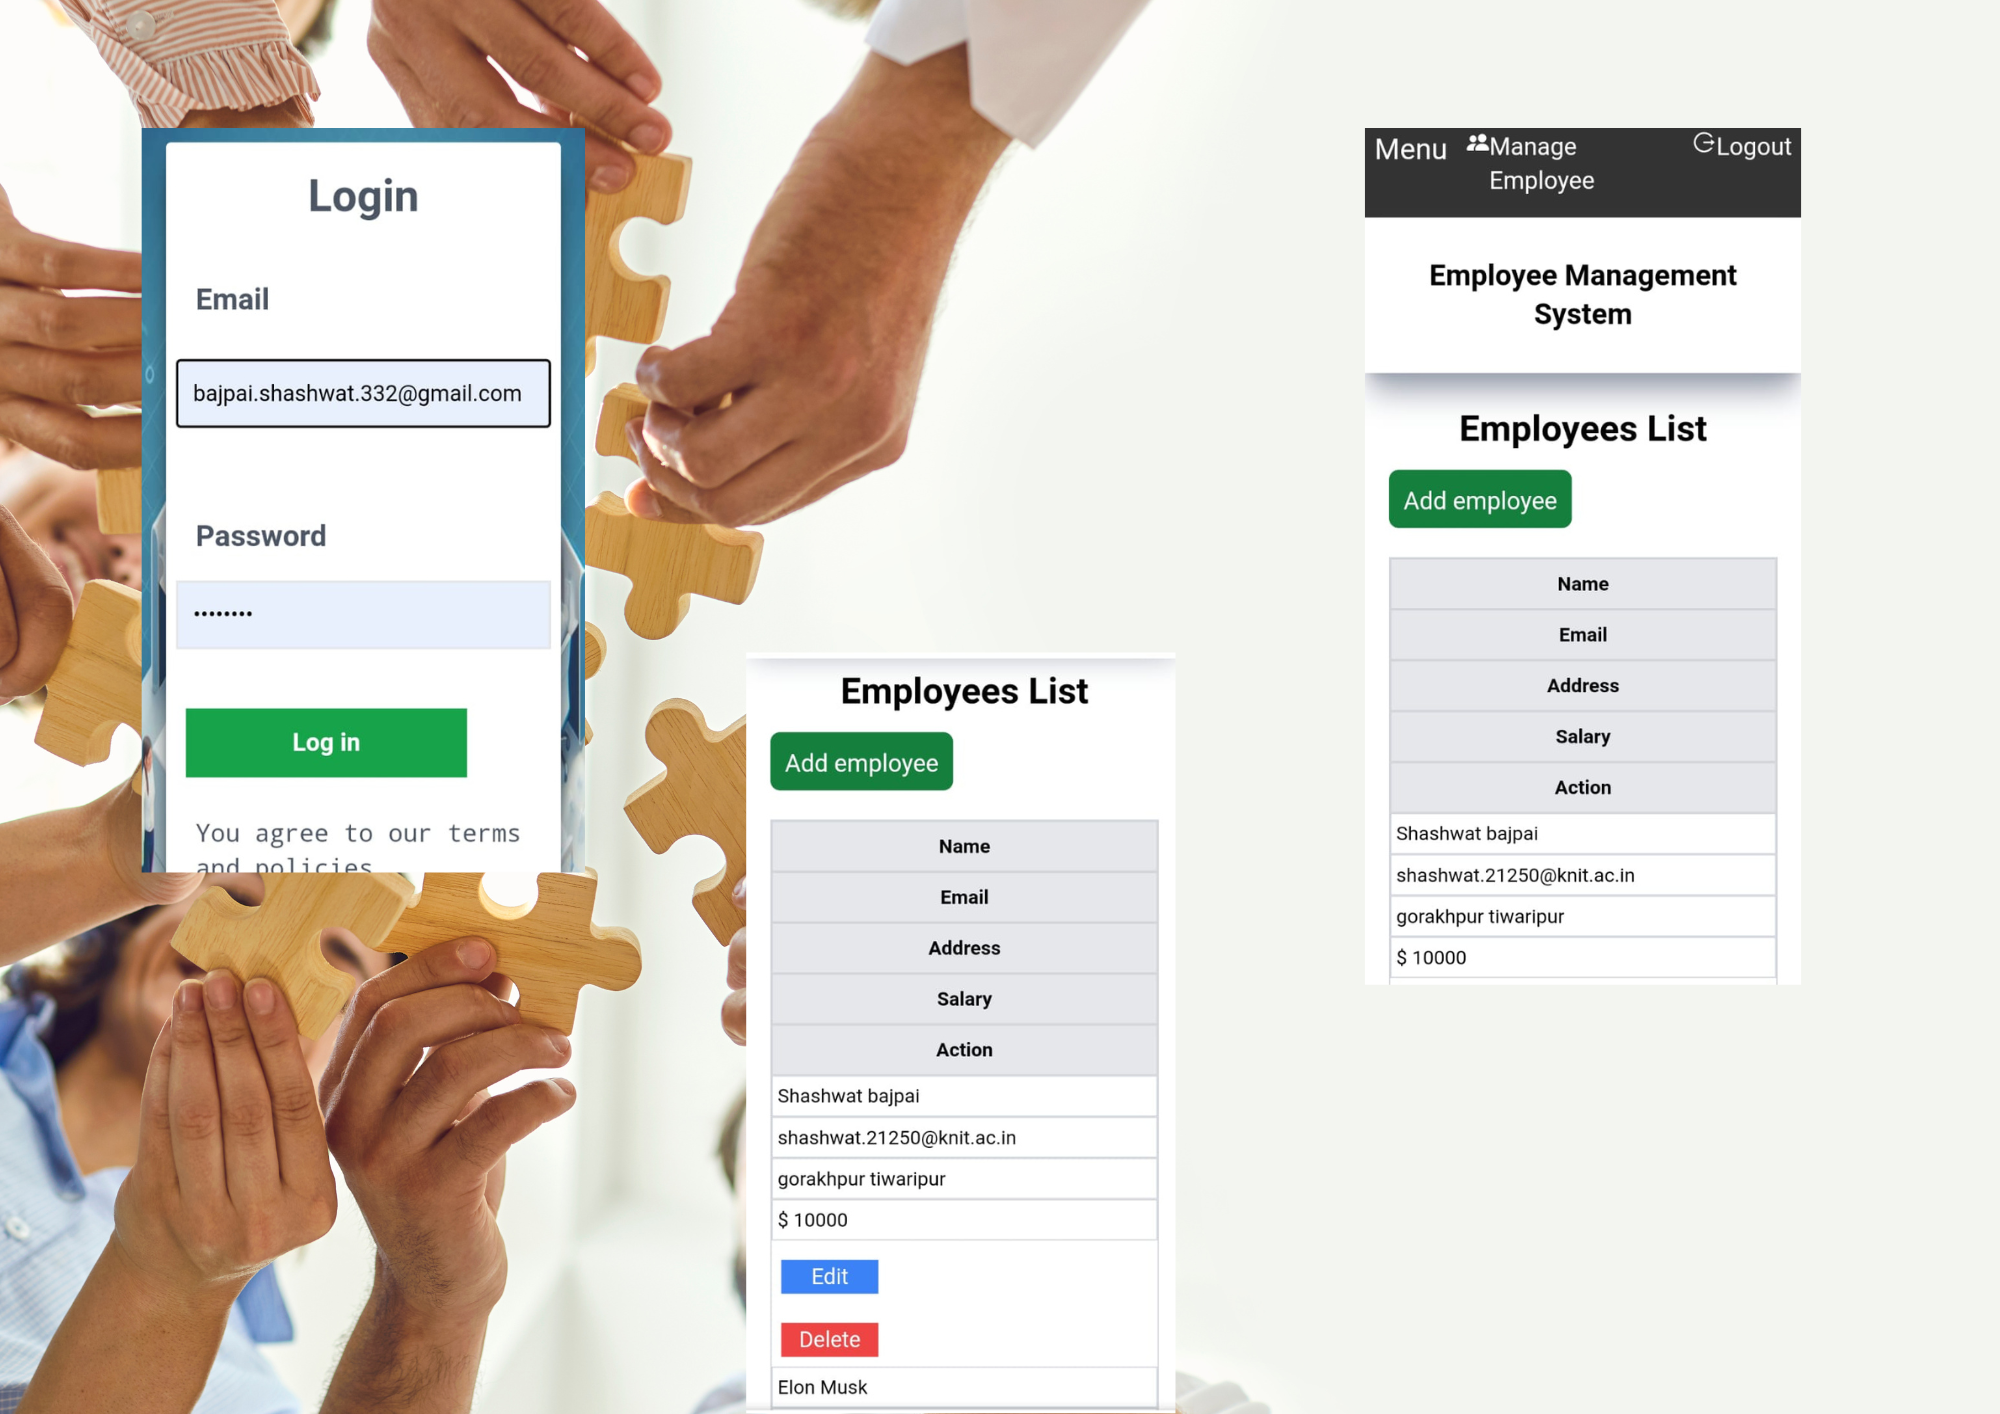 Login
Email
bajpai.shashwat.332@gmail.com
Password
Log in
You agree to our terms
and policies
Employees List
Add employee
Name
Email
Address
Salary
Action
Shashwat bajpai
shashwat.21250@knit.ac.in
gorakhpur tiwaripur
$ 10000
Edit
Delete
Elon Musk
Menu
Manage
Employee
Logout
Employee Management
System
Employees List
Add employee
Name
Email
Address
Salary
Action
Shashwat bajpai
shashwat.21250@knit.ac.in
gorakhpur tiwaripur
$ 10000